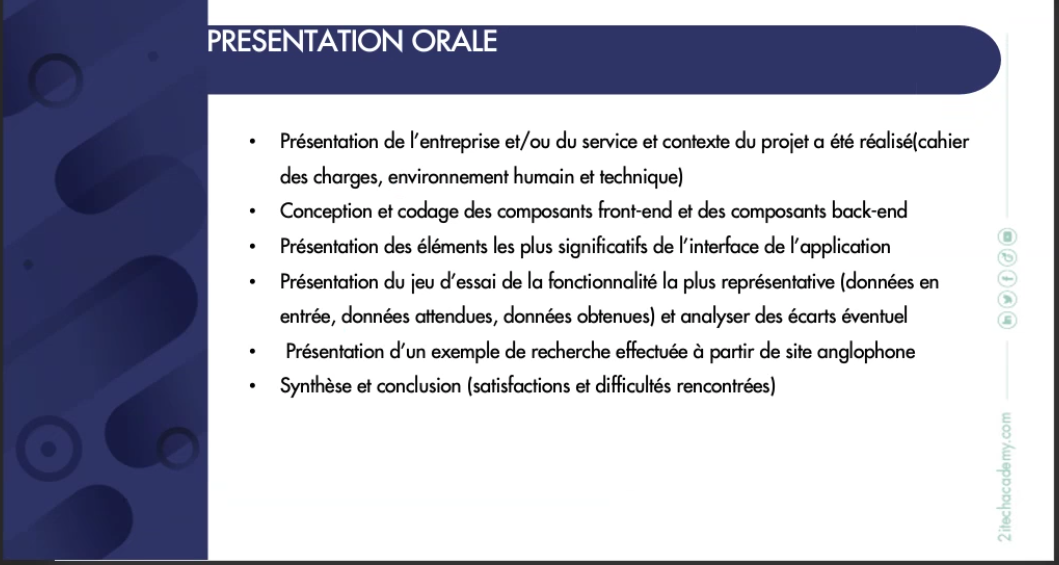 PRESENTATION ORALE
• Présentation de l'entreprise et/ou du service et contexte du projet a été réalisé(cahier
des charges, environnement humain et technique)
• Conception et codage des composants front-end et des composants back-end
• Présentation des éléments les plus significatifs de l'interface de l'application
• Présentation du jeu d'essai de la fonctionnalité la plus représentative (données en
entrée, données attendues, données obtenues) et analyser des écarts éventuel
• Présentation d'un exemple de recherche effectuée à partir de site anglophone
• Synthèse et conclusion (satisfactions et difficultés rencontrées)
2itechacademy.com